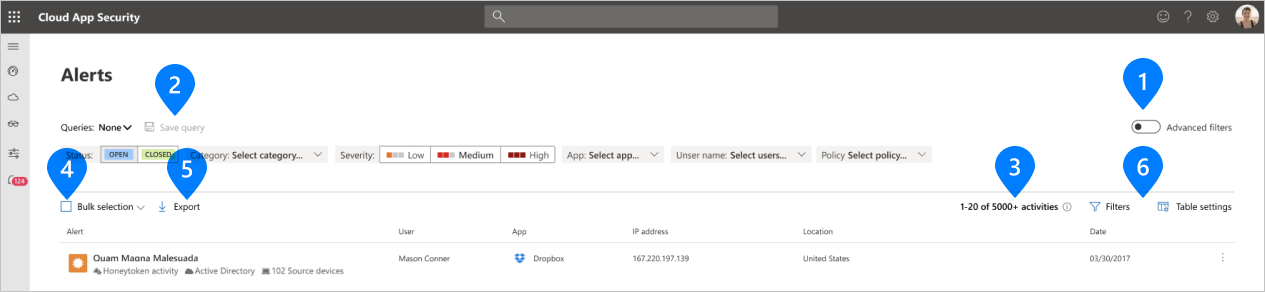 Cloud App Security
Alerts
1
2
Queries: None Save query
Advanced filters
Status: OPEN CLOSED Category: Select category... Severity: Low Medium High App: Select app... Unser name: Select users... Policy Select policy...
4
5
3
6
124
Bulk selection Export 1-20 of 5000+ activities Filters Table settings
Alert User App IP address Location Date
Quam Magna Malesuada Mason Conner Dropbox 167.220.197.139 United States 03/30/2017
Honeytoken activity Active Directory 102 Source devices